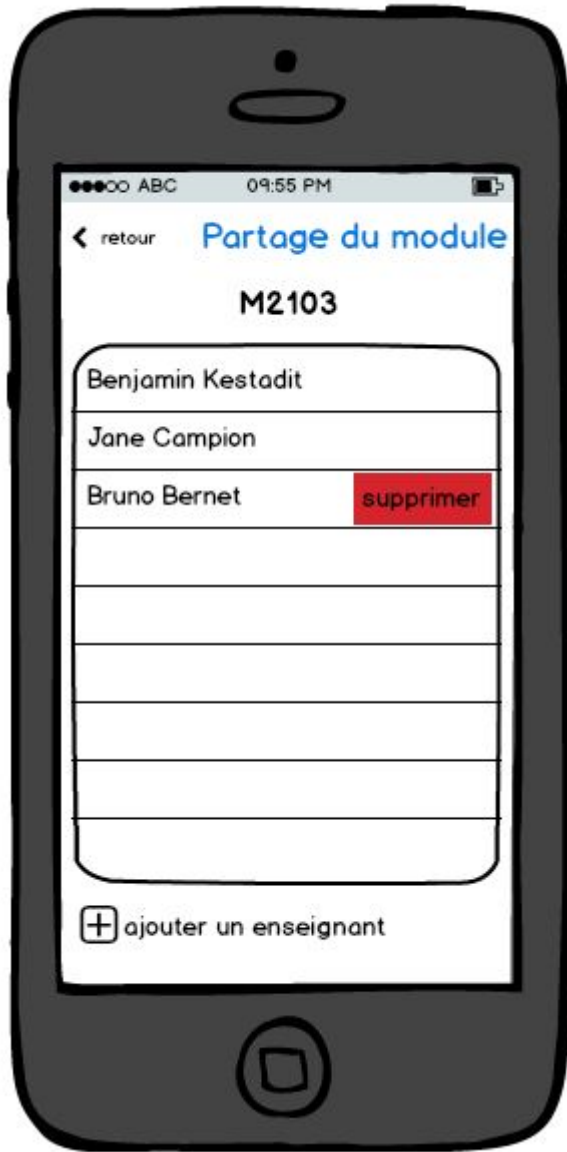 ABC 09:55 PM
retour Partage du module
M2103
Benjamin Kestadit
Jane Campion
Bruno Bernet supprimer
ajouter un enseignant